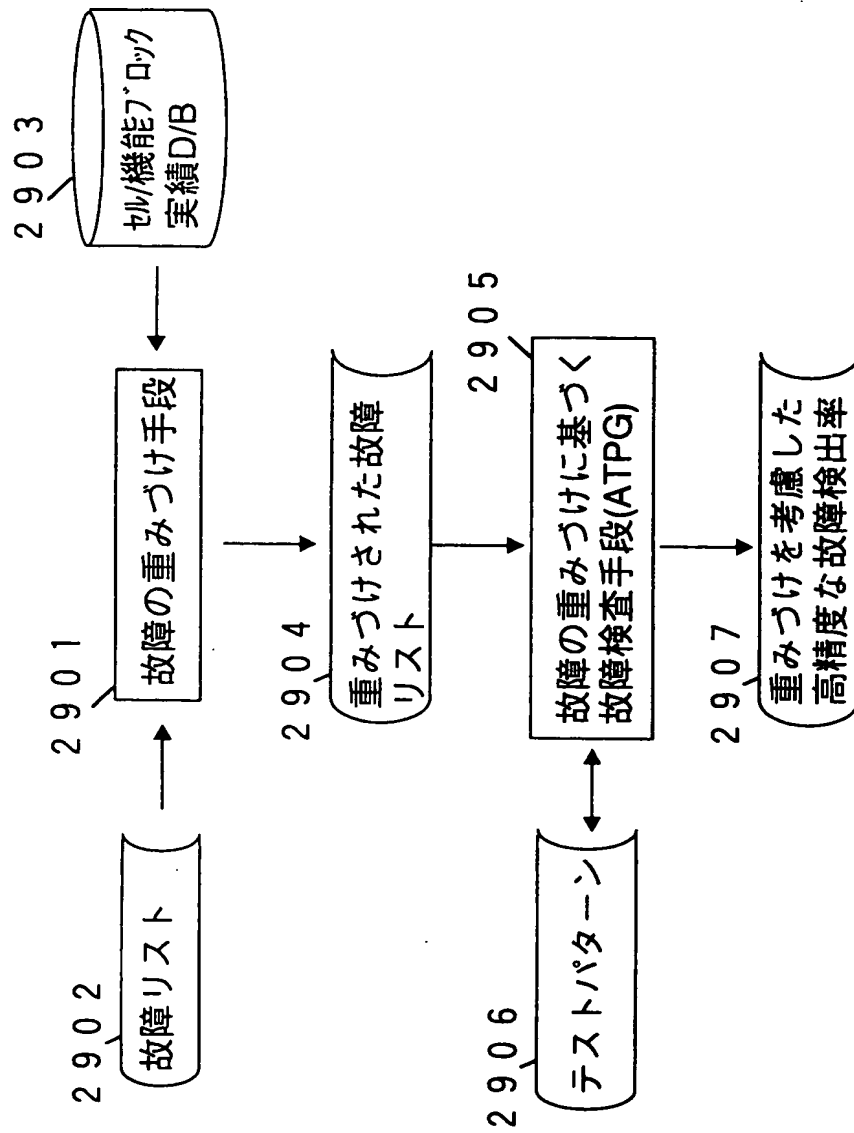 2903
セル/機能ブロック
実績D/B
2901
故障の重みづけ手段
2902
故障リスト
2904
重みづけされた故障
リスト
2905
故障の重みづけに基づく
故障検査手段(ATPG)
2906
テストパターン
2907
重みづけを考慮した
高精度な故障検出率